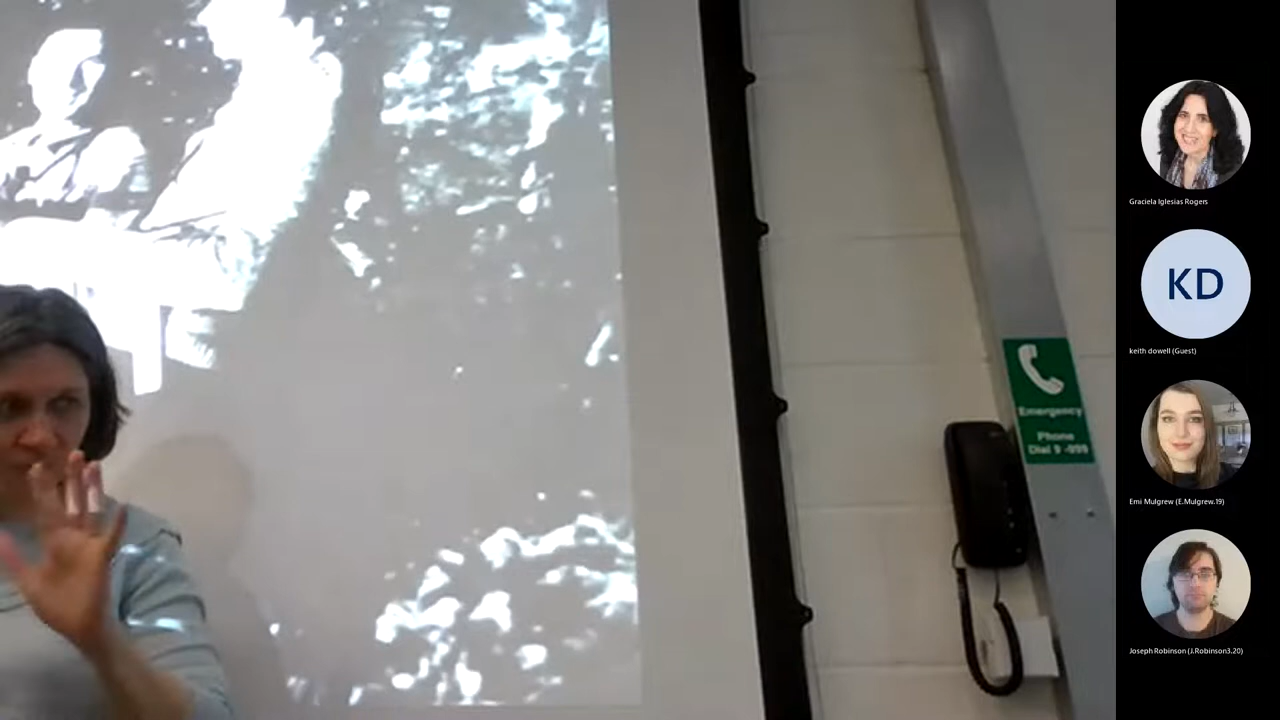 Graciela Iglesias Rogers
KD
keith dowell (Guest)
Emergency
Phone
Dial 9 -999
Emi Mulgrew (E.Mulgrew.19)
Joseph Robinson (J.Robinson3.20)